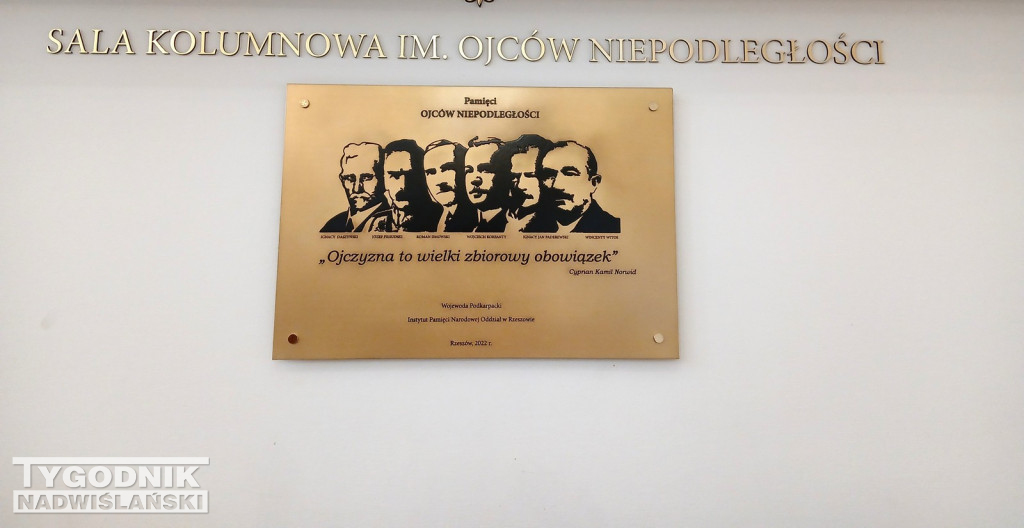 SALA KOLUMNOWA IM. OJCÓW NIEPODLEGŁOŚCI
Pamięci
OJCÓW NIEPODLEGŁOŚCI
IGNACY DASZYŃSKI JÓZEF PIŁSUDSKI ROMAN DMOWSKI WOJCIECH KORFANTY IGNACY JAN PADEREWSKI WINCENTY WITOS
„Ojczyzna to wielki zbiorowy obowiązek”
Cyprian Kamil Norwid
Wojewoda Podkarpacki
Instytut Pamięci Narodowej Oddział w Rzeszowie
Rzeszów, 2022 r.
TYGODNIK
NADWIŚLAŃSKI